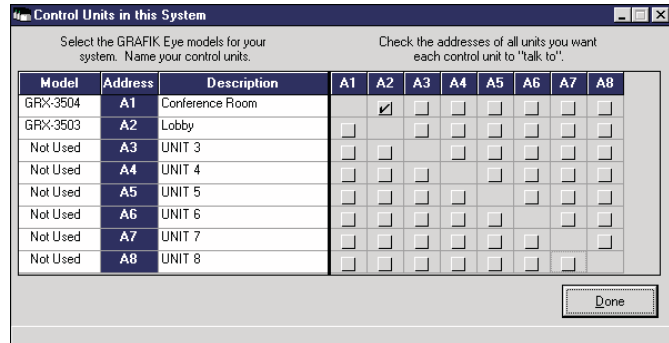 Control Units in this System
Select the GRAFIK Eye models for your
system. Name your control units.
Check the addresses of all units you want
each control unit to "talk to".
Model Address Description A1 A2 A3 A4 A5 A6 A7 A8
GRX-3504 A1 Conference Room
GRX-3503 A2 Lobby
Not Used A3 UNIT 3
Not Used A4 UNIT 4
Not Used A5 UNIT 5
Not Used A6 UNIT 6
Not Used A7 UNIT 7
Not Used A8 UNIT 8
Done